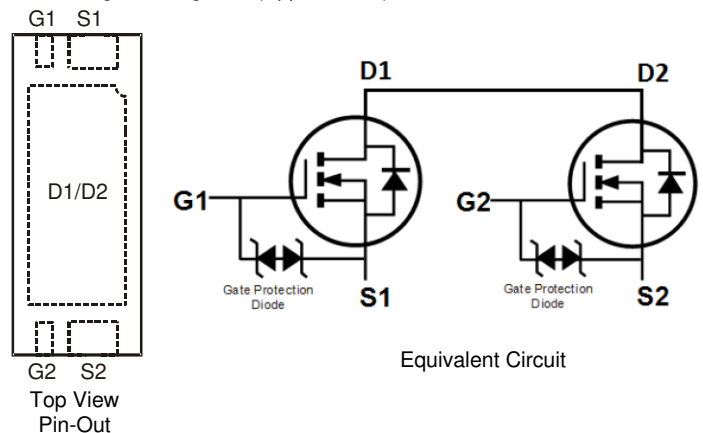 G1 S1
D1/D2
G2 S2
Top View
Pin-Out
D1
D2
G1
G2
Gate Protection
Diode
S1
Gate Protection
Diode
S2
Equivalent Circuit